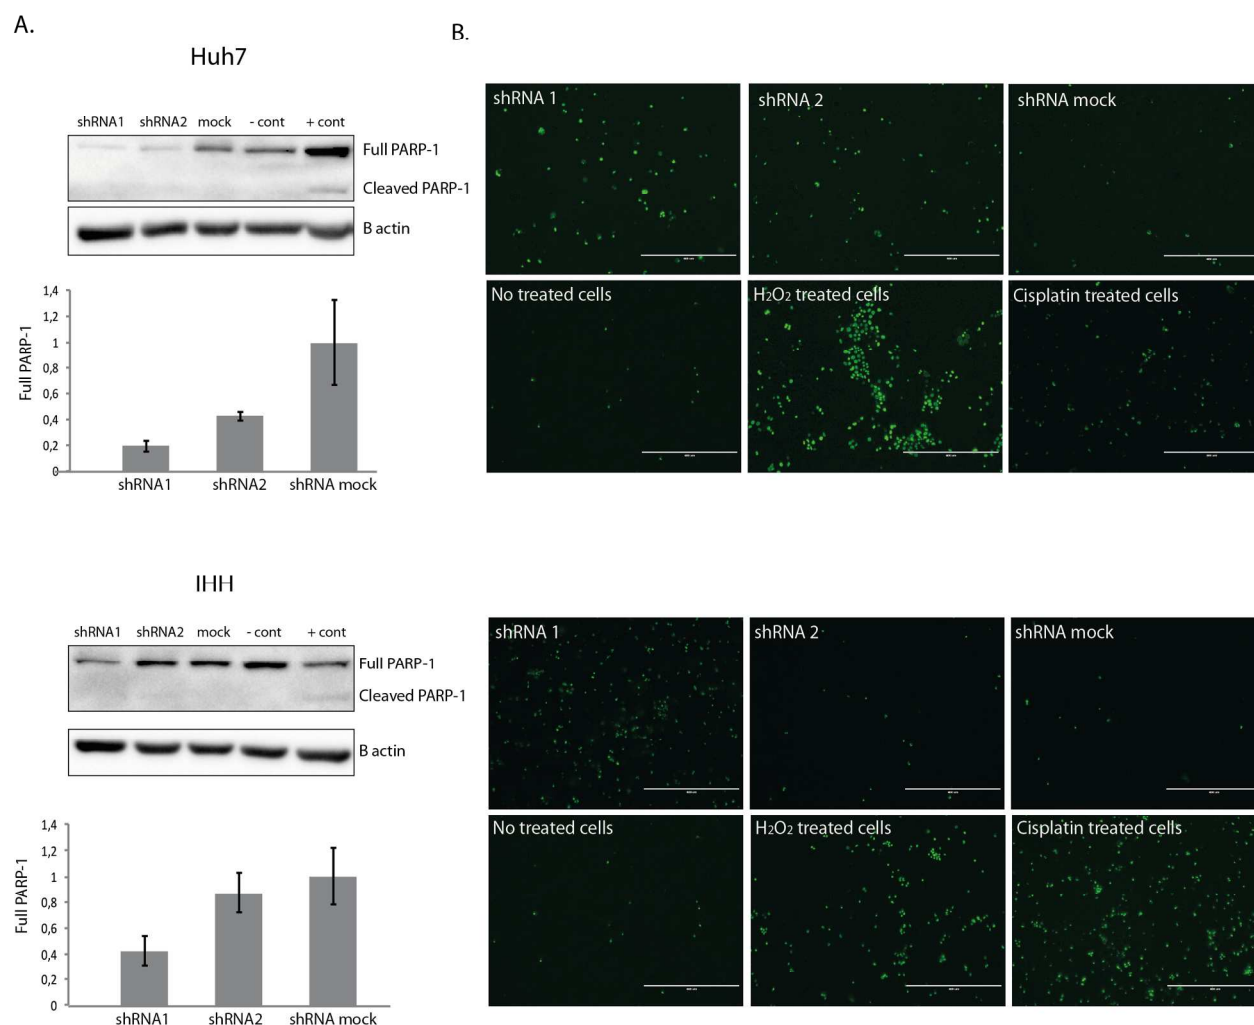 A.
B.
Huh7
shRNA1 shRNA2 mock - cont + cont
Full PARP-1
Cleaved PARP-1
B actin
1,4
1,2
1
0,8
0,6
0,4
0,2
0
Full PARP-1
shRNA1 shRNA2 shRNA mock
shRNA 1 shRNA 2 shRNA mock
No treated cells H2O2 treated cells Cisplatin treated cells
IHH
shRNA1 shRNA2 mock - cont + cont
Full PARP-1
Cleaved PARP-1
B actin
1,4
1,2
1
0,8
0,6
0,4
0,2
0
Full PARP-1
shRNA1 shRNA2 shRNA mock
shRNA 1 shRNA 2 shRNA mock
No treated cells H2O2 treated cells Cisplatin treated cells